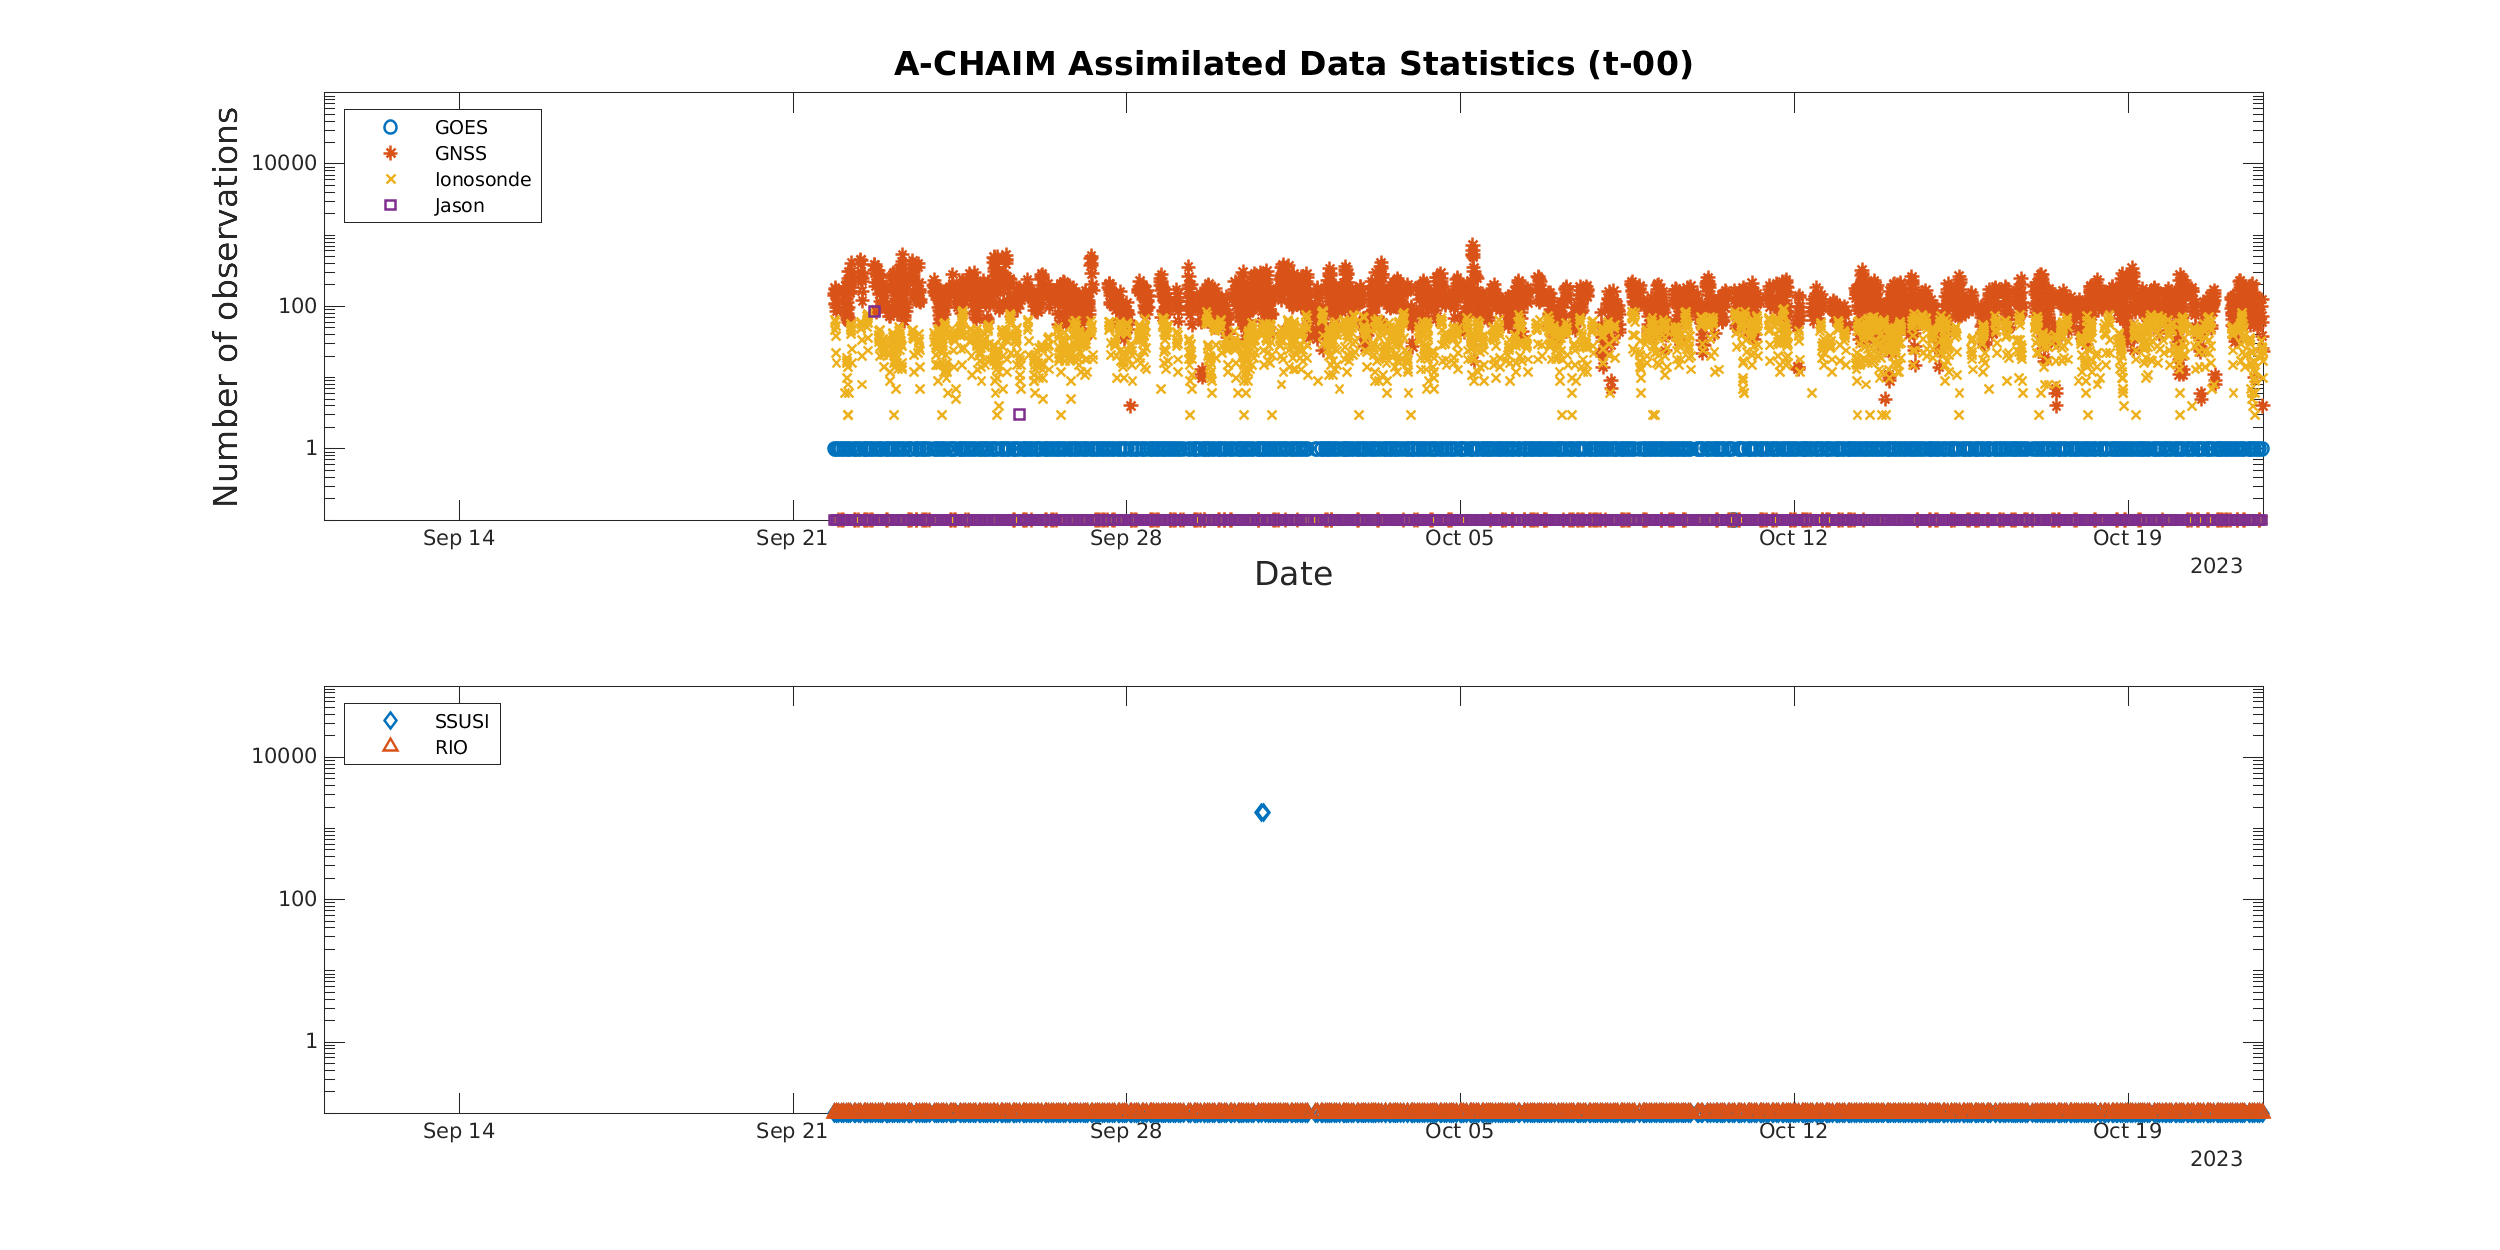 A-CHAIM Assimilated Data Statistics (t-00)
Number of observations
GOES
GNSS
Ionosonde
Jason
10000
100
1
Sep 14 Sep 21 Sep 28 Oct 05 Oct 12 Oct 19
2023
Date
SSUSI
RIO
10000
100
1
Sep 14 Sep 21 Sep 28 Oct 05 Oct 12 Oct 19
2023